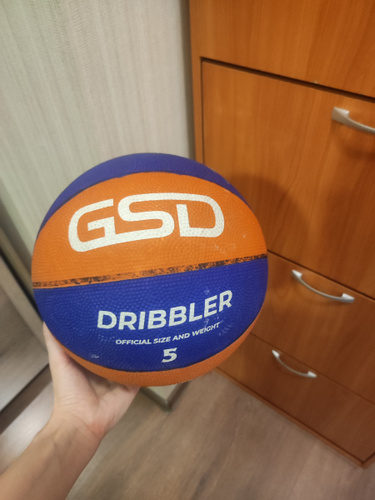 GSD
DRIBBLER
OFFICIAL SIZE AND WEIGHT
5